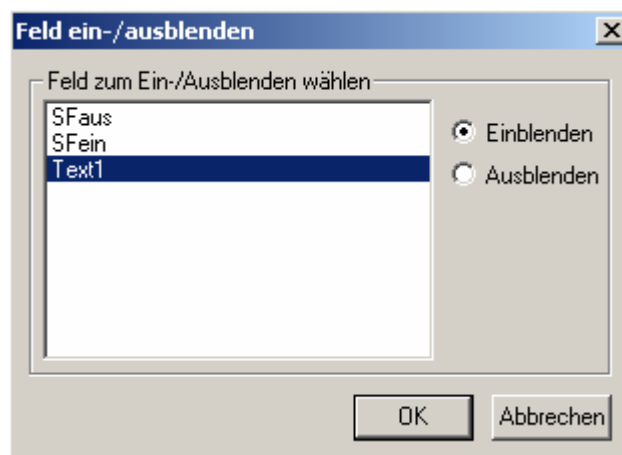 Feld ein-/ausblenden
Feld zum Ein-/Ausblenden wählen
SFaus
SFein
Text1
Einblenden
Ausblenden
OK
Abbrechen